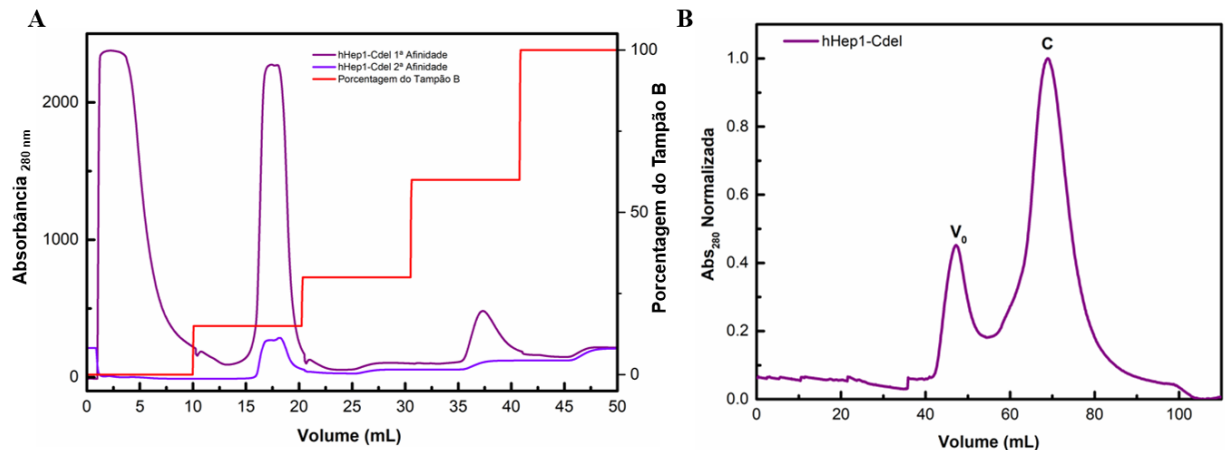 A
hHep1-Cdel 1ª Afinidade
hHep1-Cdel 2ª Afinidade
Porcentagem do Tampão B
Absorbância 280 nm
2000
1000
0
0 5 10 15 20 25 30 35 40 45 50
Volume (mL)
100
50
0
Porcentagem do Tampão B
B
hHep1-Cdel
C
V0
Abs280 Normalizada
1.0
0.8
0.6
0.4
0.2
0.0
0 20 40 60 80 100
Volume (mL)